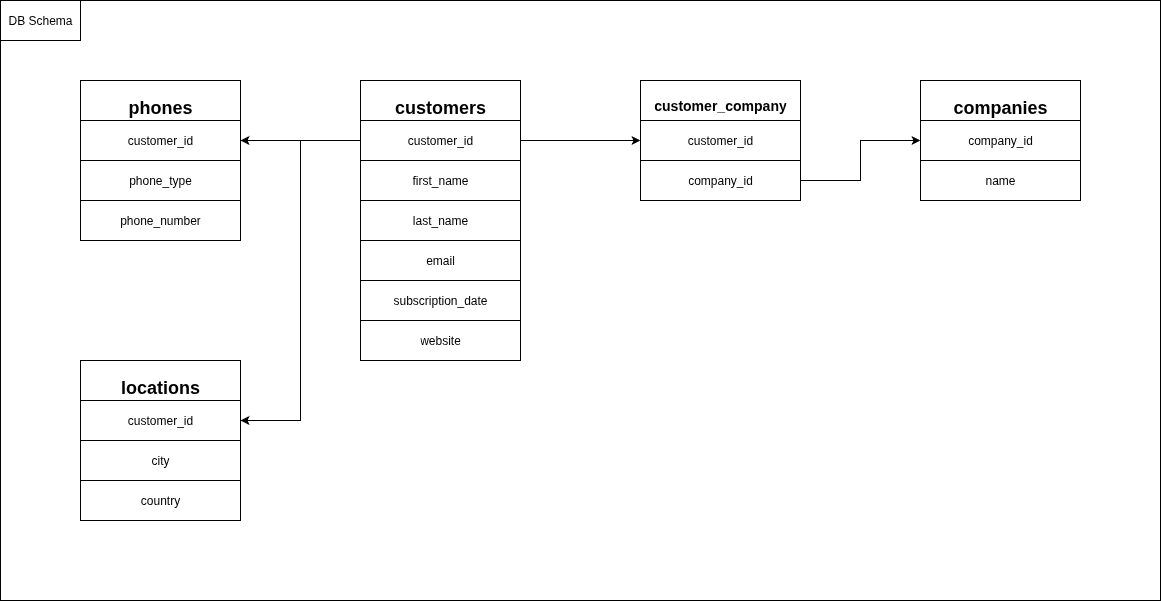 DB Schema
phones
customer_id
phone_type
phone_number
customers
customer_id
first_name
last_name
email
subscription_date
website
customer_company
customer_id
company_id
companies
company_id
name
locations
customer_id
city
country